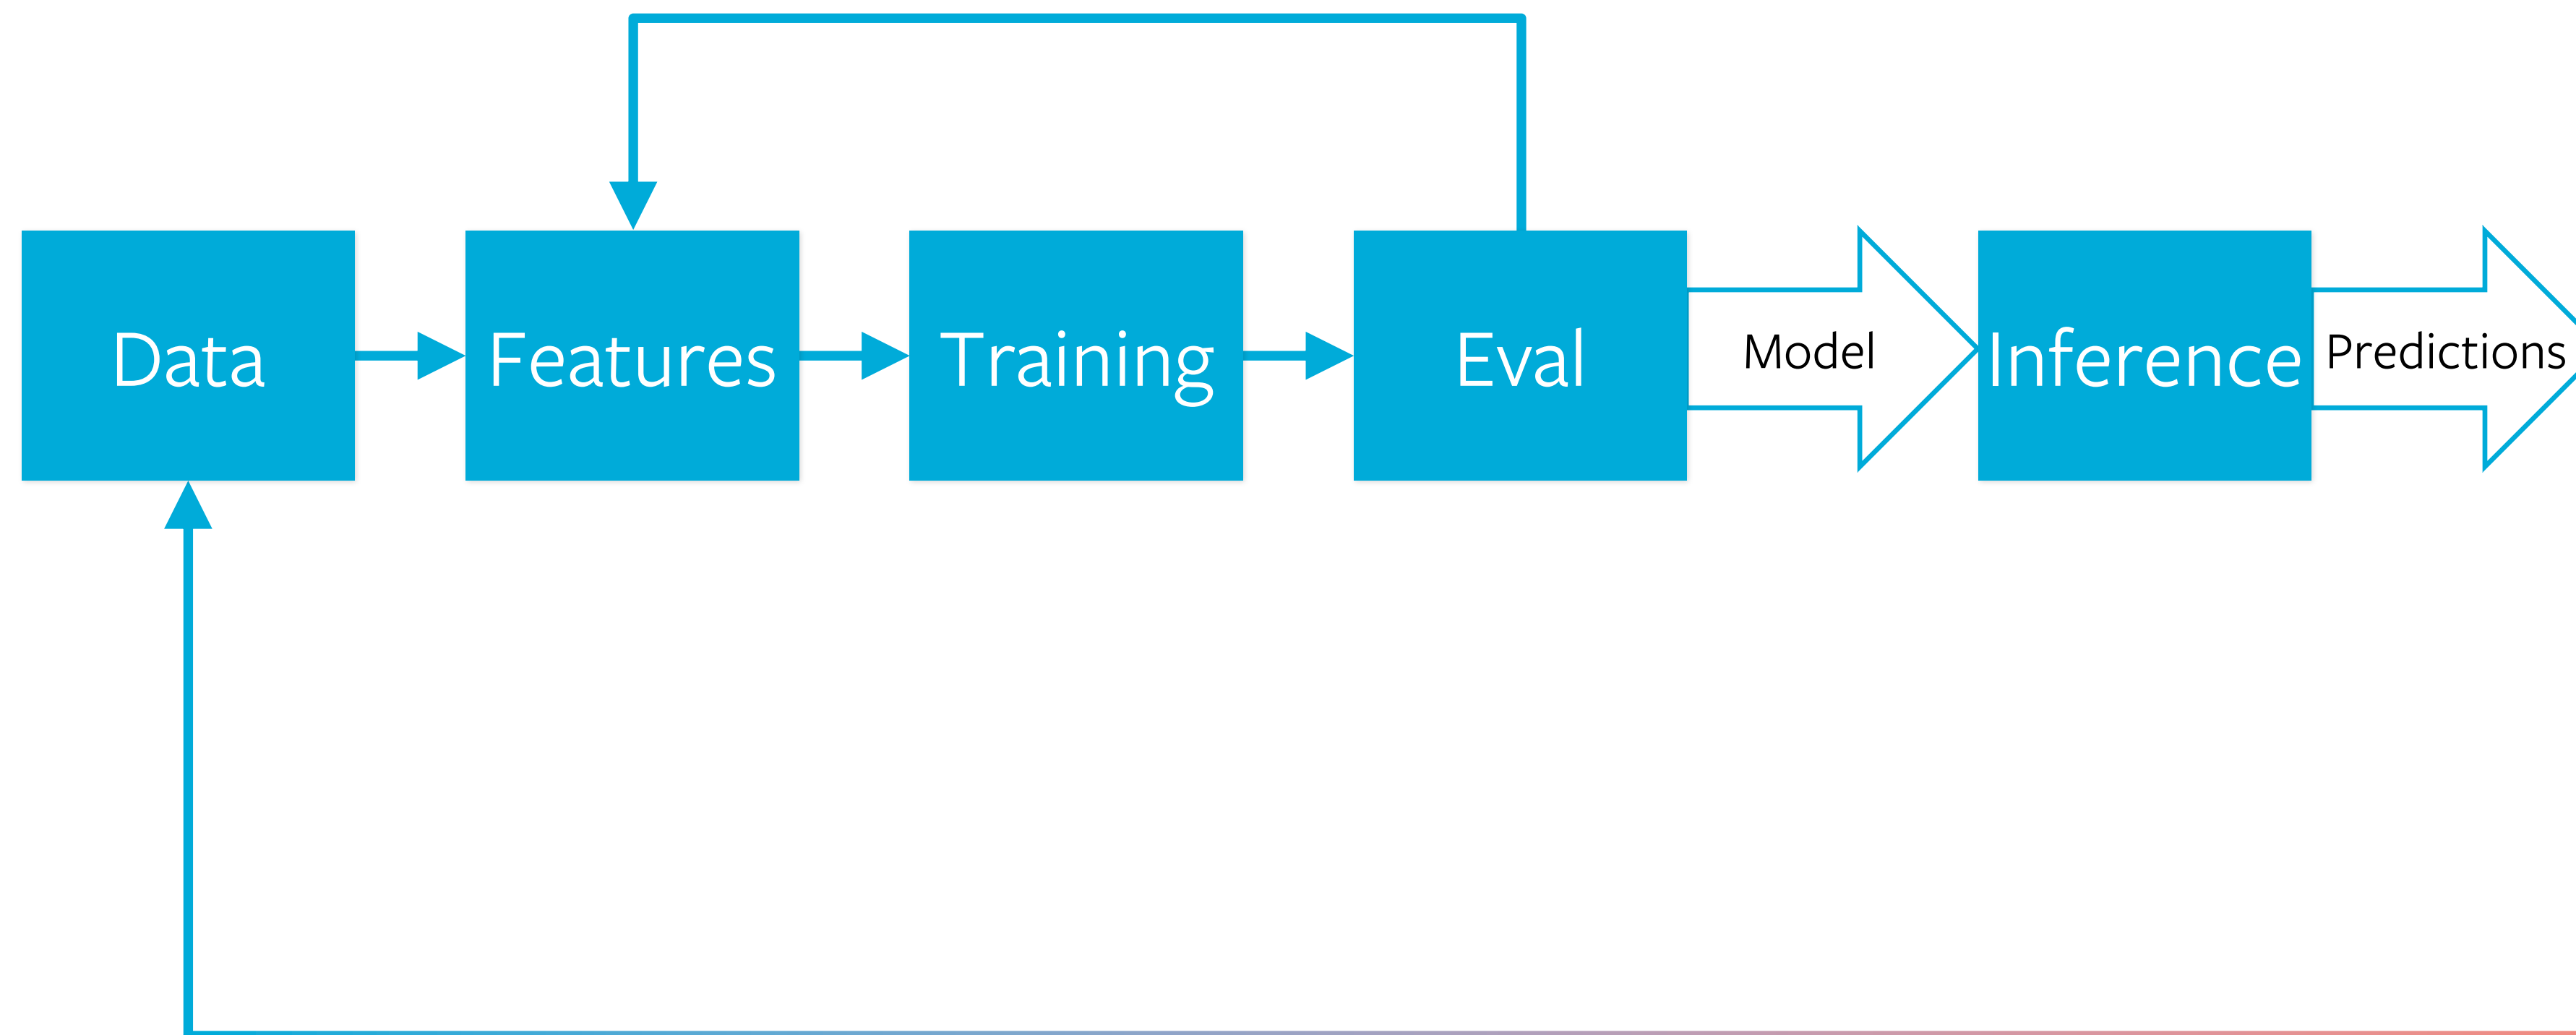 Data
Features
Training
Eval
Model
Inference
Predictions